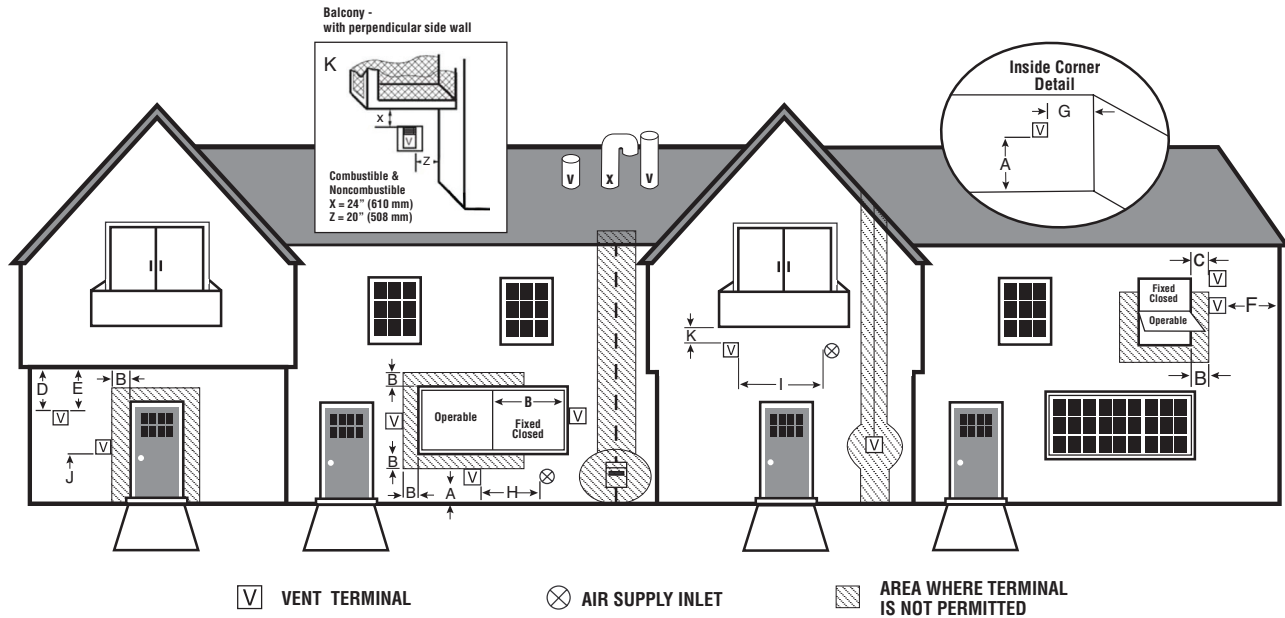 Balcony -
with perpendicular side wall
K
X
V
Z
Combustible &
Noncombustible
X = 24" (610 mm)
Z = 20" (508 mm)
V
X
V
Inside Corner
Detail
G
V
A
C
V
Fixed
Closed
Operable
V
F
B
K
V
I
D
E
B
V
V
J
B
V
Operable
B
Fixed
Closed
V
B
B
V
A
H
V
V VENT TERMINAL
AIR SUPPLY INLET
AREA WHERE TERMINAL
IS NOT PERMITTED